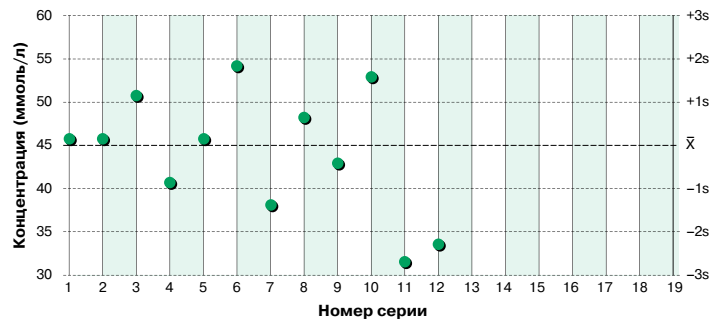 Концентрация (ммоль/л)
60 +3s
55 +2s
50 +1s
45 X̄
40 −1s
35 −2s
30 −3s
1 2 3 4 5 6 7 8 9 10 11 12 13 14 15 16 17 18 19
Номер серии